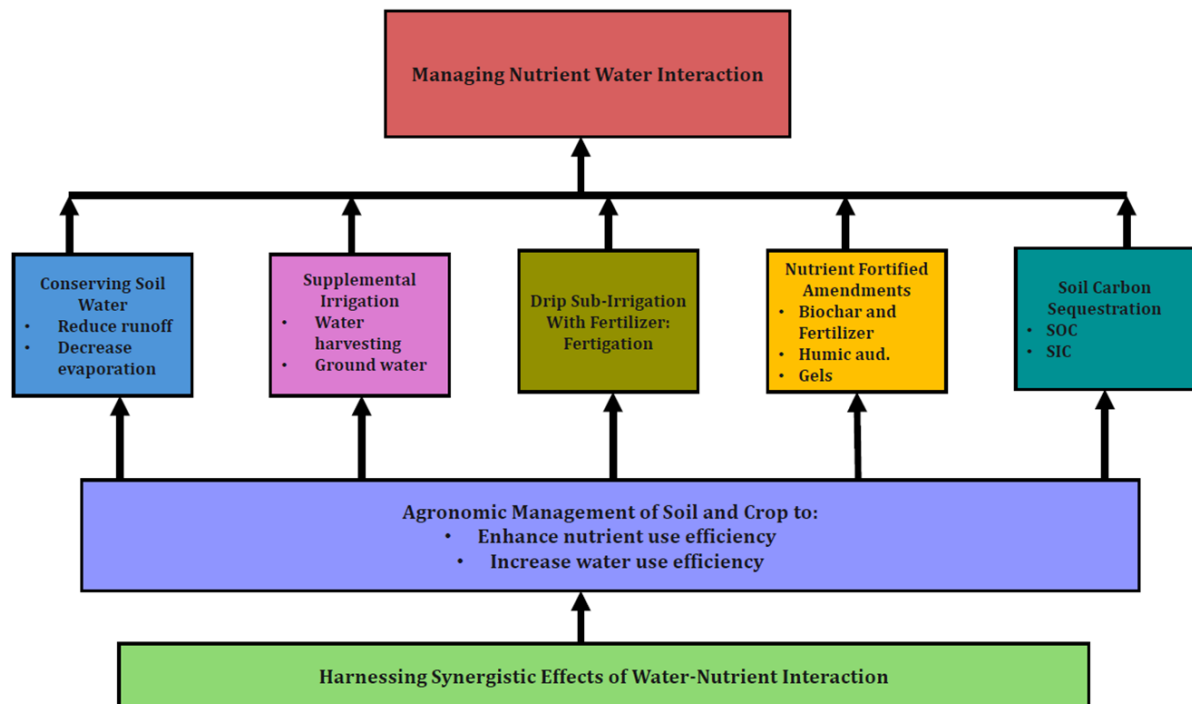 Managing Nutrient Water Interaction
Conserving Soil
Water
• Reduce runoff
• Decrease
evaporation
Supplemental
Irrigation
• Water
harvesting
• Ground water
Drip Sub-Irrigation
With Fertilizer:
Fertigation
Nutrient Fortified
Amendments
• Biochar and
Fertilizer
• Humic aud.
• Gels
Soil Carbon
Sequestration
• SOC
• SIC
Agronomic Management of Soil and Crop to:
• Enhance nutrient use efficiency
• Increase water use efficiency
Harnessing Synergistic Effects of Water-Nutrient Interaction